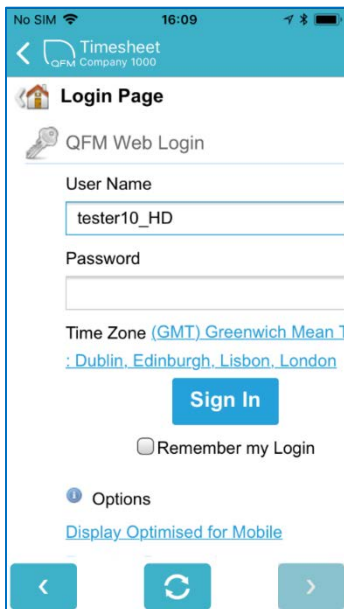 No SIM 16:09
Timesheet
QFM Company 1000
Login Page
QFM Web Login
User Name
tester10_HD
Password
Time Zone (GMT) Greenwich Mean T
: Dublin, Edinburgh, Lisbon, London
Sign In
Remember my Login
Options
Display Optimised for Mobile